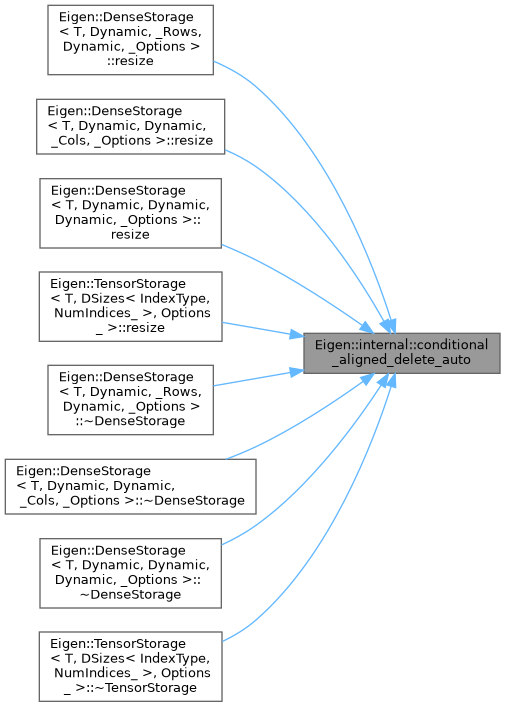 Eigen::DenseStorage
< T, Dynamic, _Rows,
Dynamic, _Options >
::resize
Eigen::DenseStorage
< T, Dynamic, Dynamic,
_Cols, _Options >::resize
Eigen::DenseStorage
< T, Dynamic, Dynamic,
Dynamic, _Options >::
resize
Eigen::TensorStorage
< T, DSizes< IndexType,
NumIndices_ >, Options
_ >::resize
Eigen::internal::conditional
_aligned_delete_auto
Eigen::DenseStorage
< T, Dynamic, _Rows,
Dynamic, _Options >
::~DenseStorage
Eigen::DenseStorage
< T, Dynamic, Dynamic,
_Cols, _Options >::~DenseStorage
Eigen::DenseStorage
< T, Dynamic, Dynamic,
Dynamic, _Options >::
~DenseStorage
Eigen::TensorStorage
< T, DSizes< IndexType,
NumIndices_ >, Options
_ >::~TensorStorage